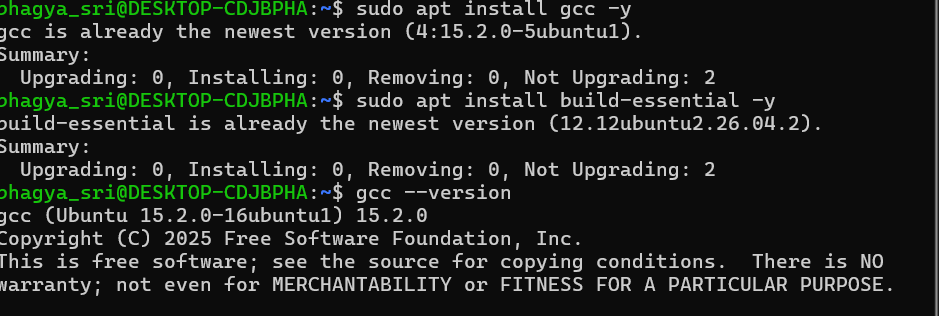 bhagya_sri@DESKTOP-CDJBPHA:~$ sudo apt install gcc -y
gcc is already the newest version (4:15.2.0-5ubuntu1).
Summary:
  Upgrading: 0, Installing: 0, Removing: 0, Not Upgrading: 2
bhagya_sri@DESKTOP-CDJBPHA:~$ sudo apt install build-essential -y
build-essential is already the newest version (12.12ubuntu2.26.04.2).
Summary:
  Upgrading: 0, Installing: 0, Removing: 0, Not Upgrading: 2
bhagya_sri@DESKTOP-CDJBPHA:~$ gcc --version
gcc (Ubuntu 15.2.0-16ubuntu1) 15.2.0
Copyright (C) 2025 Free Software Foundation, Inc.
This is free software; see the source for copying conditions.  There is NO
warranty; not even for MERCHANTABILITY or FITNESS FOR A PARTICULAR PURPOSE.